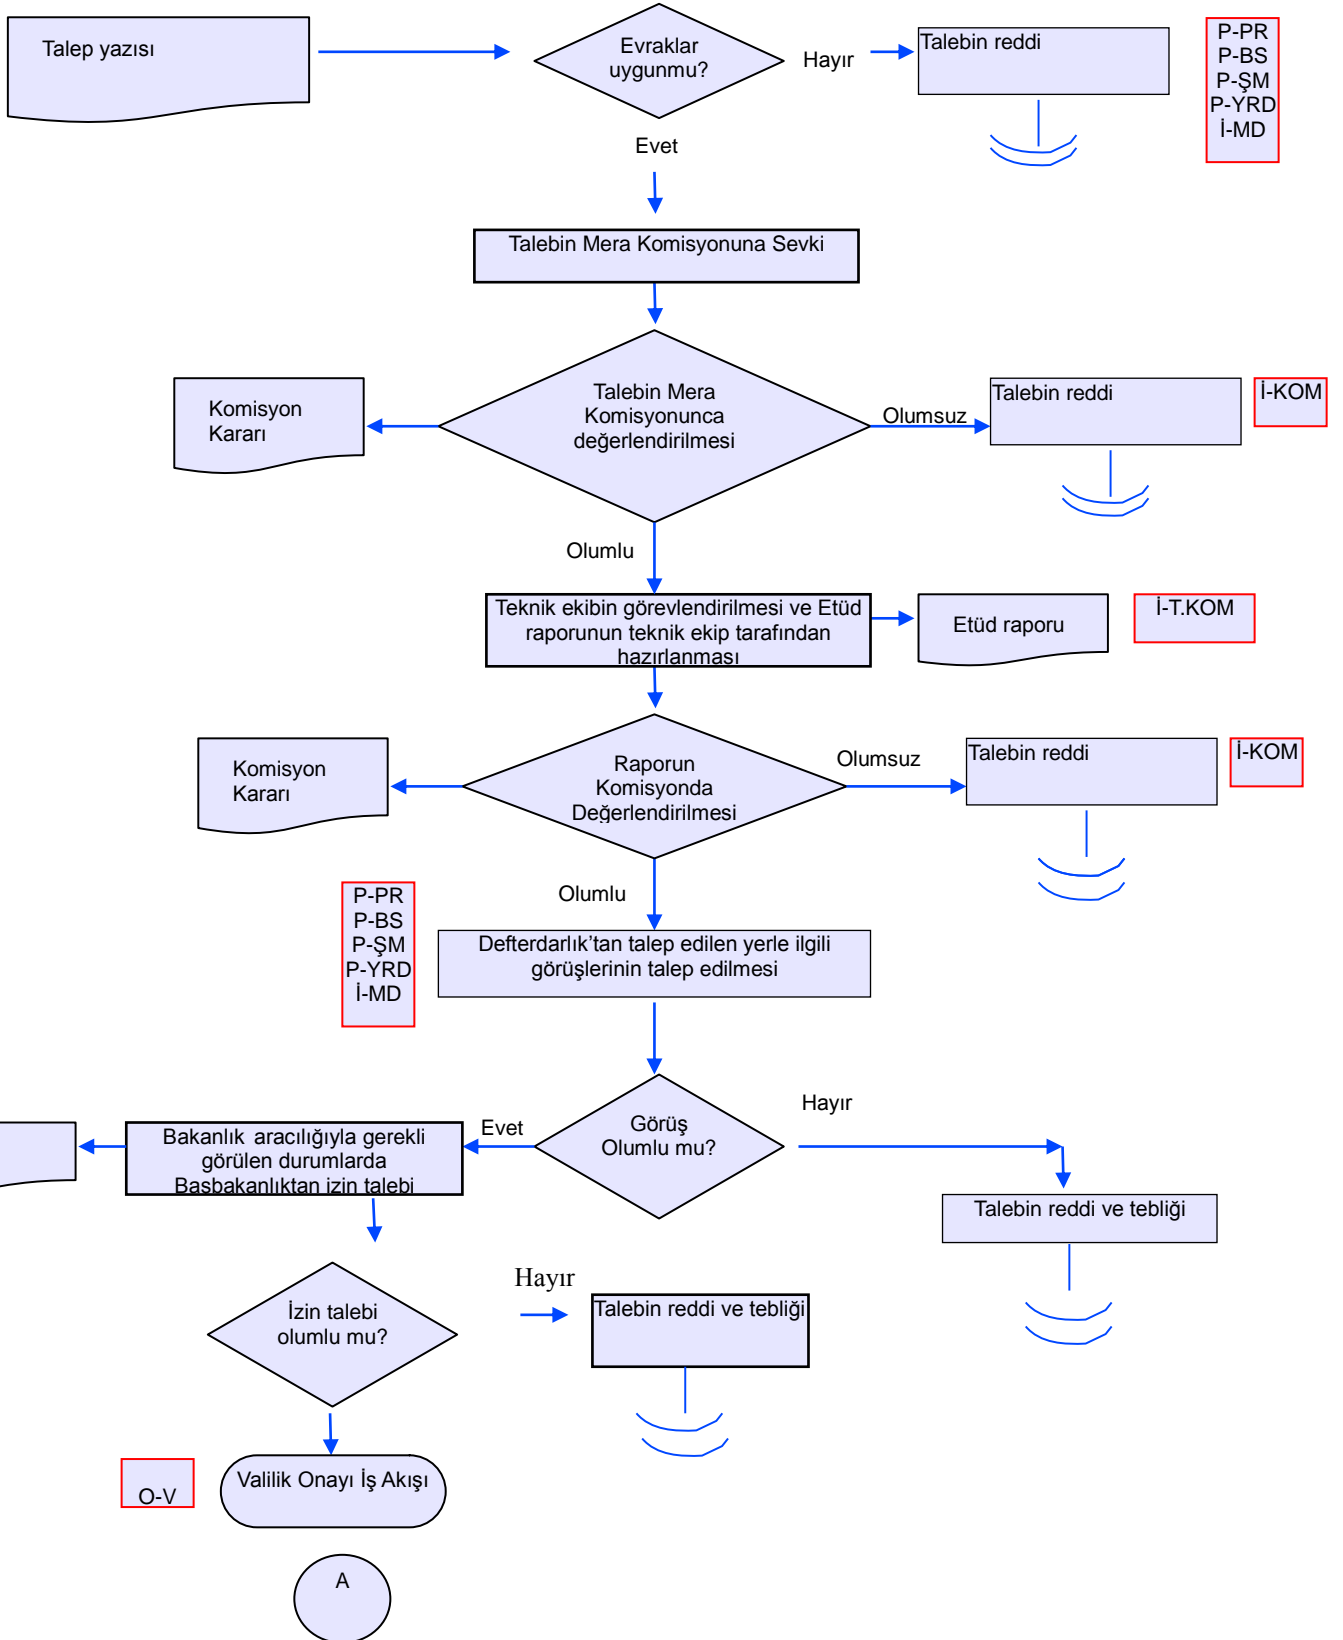 Talep yazısı
Evraklar
uygunmu?
Hayır
Talebin reddi
P-PR
P-BS
P-ŞM
P-YRD
İ-MD
Evet
Talebin Mera Komisyonuna Sevki
Talebin Mera
Komisyonunca
değerlendirilmesi
Komisyon
Kararı
Olumsuz
Talebin reddi
İ-KOM
Olumlu
Teknik ekibin görevlendirilmesi ve Etüd
raporunun teknik ekip tarafından
hazırlanması
Etüd raporu
İ-T.KOM
Raporun
Komisyonda
Değerlendirilmesi
Komisyon
Kararı
Olumsuz
Talebin reddi
İ-KOM
Olumlu
P-PR
P-BS
P-ŞM
P-YRD
İ-MD
Defterdarlık’tan talep edilen yerle ilgili
görüşlerinin talep edilmesi
Görüş
Olumlu mu?
Hayır
Evet
Bakanlık aracılığıyla gerekli
görülen durumlarda
Başbakanlıktan izin talebi
Talebin reddi ve tebliği
İzin talebi
olumlu mu?
Hayır
Talebin reddi ve tebliği
O-V
Valilik Onayı İş Akışı
A